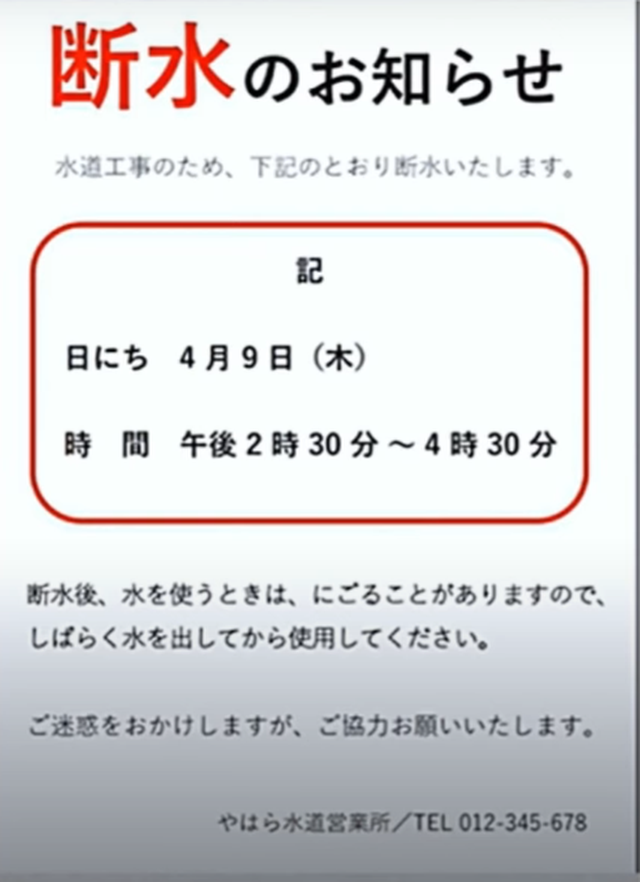 断水のお知らせ
水道工事のため、下記のとおり断水いたします。
記
日にち　4月9日（木）
時　間　午後2時30分～4時30分
断水後、水を使うときは、にごることがありますので、
しばらく水を出してから使用してください。
ご迷惑をおかけしますが、ご協力お願いいたします。
やはら水道営業所／TEL 012-345-678